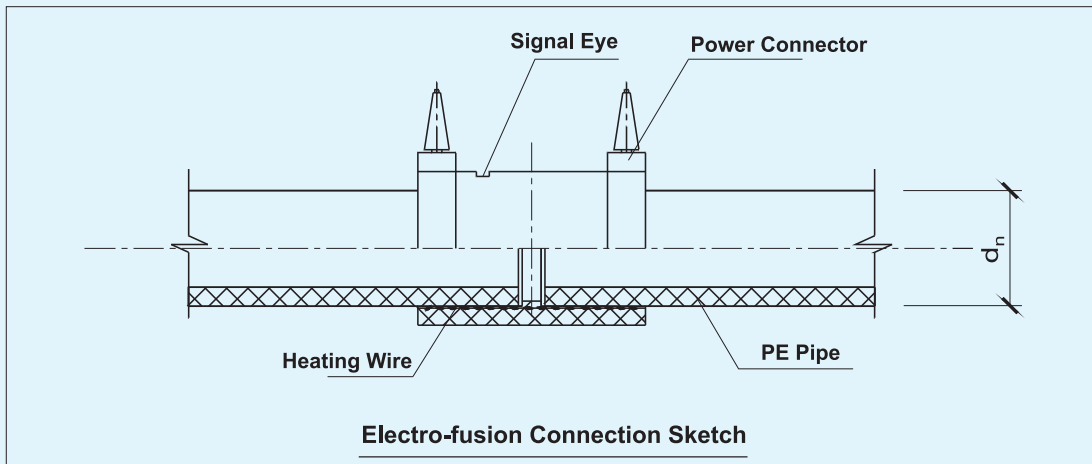 Signal Eye
Power Connector
dn
Heating Wire
PE Pipe
Electro-fusion Connection Sketch